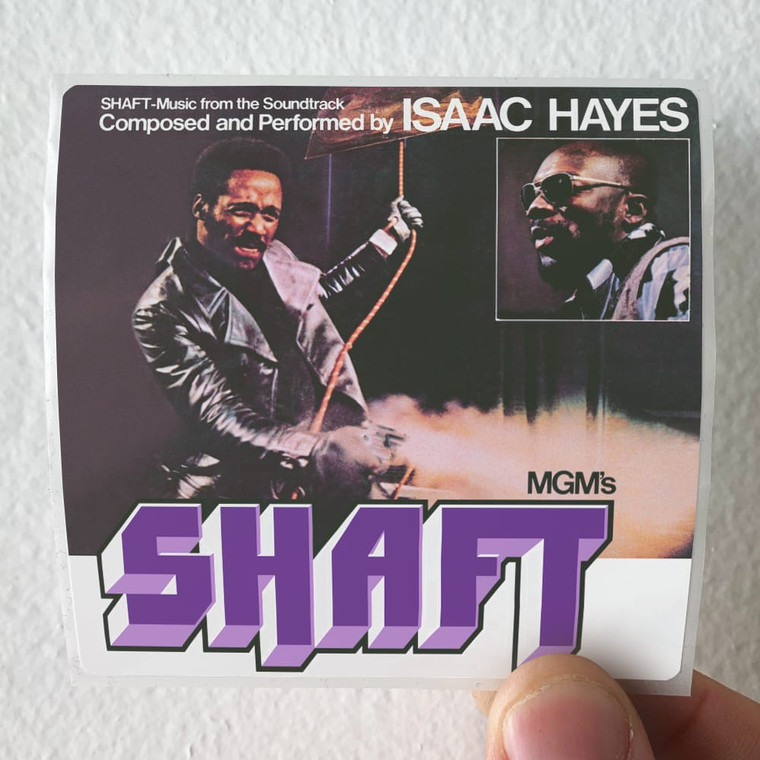 SHAFT-Music from the Soundtrack
Composed and Performed by ISAAC HAYES
MGM's
SHAFT